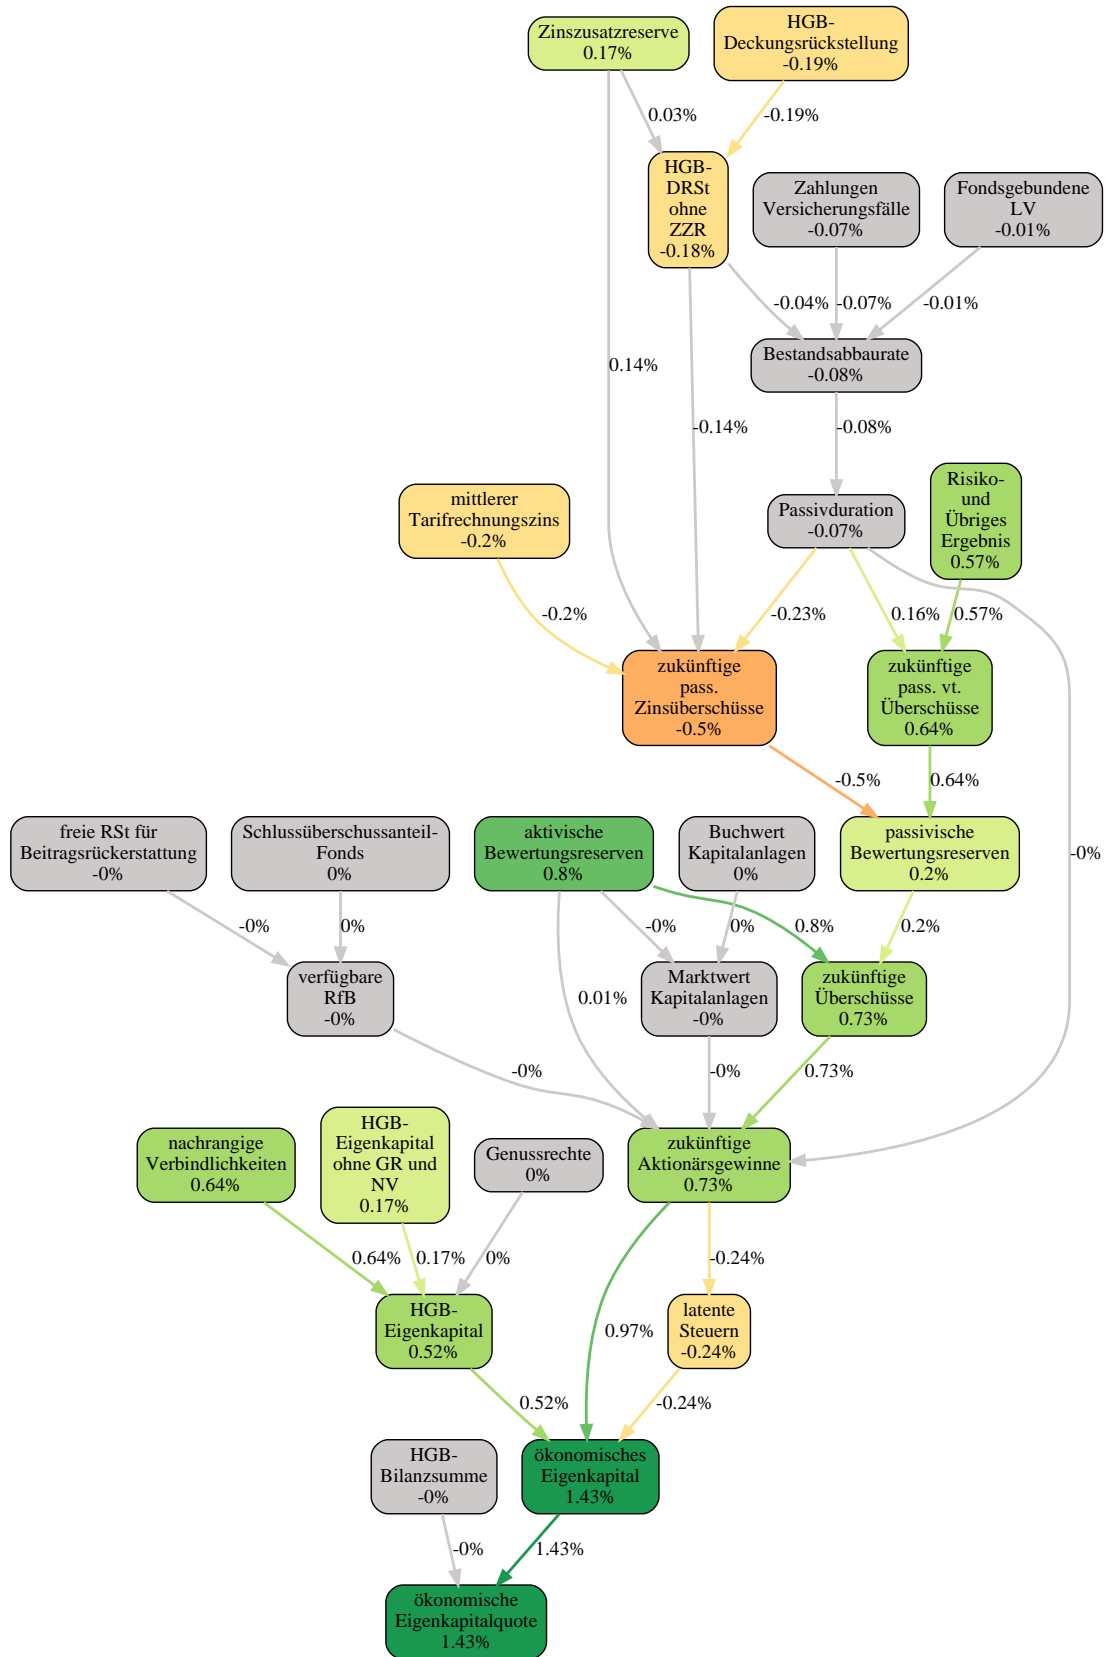 Zinszusatzreserve
0.17%
HGB-
Deckungsrückstellung
-0.19%
0.03%
-0.19%
HGB-
DRSt
ohne
ZZR
-0.18%
Zahlungen
Versicherungsfälle
-0.07%
Fondsgebundene
LV
-0.01%
-0.04%
-0.07%
-0.01%
Bestandsabbaurate
-0.08%
0.14%
-0.14%
-0.08%
mittlerer
Tarifrechnungszins
-0.2%
Passivduration
-0.07%
Risiko-
und
Übriges
Ergebnis
0.57%
-0.2%
-0.23%
0.16%
0.57%
zukünftige
pass.
Zinsüberschüsse
-0.5%
zukünftige
pass. vt.
Überschüsse
0.64%
-0.5%
0.64%
-0%
freie RSt für
Beitragsrückerstattung
-0%
Schlussüberschussanteil-
Fonds
0%
aktivische
Bewertungsreserven
0.8%
Buchwert
Kapitalanlagen
0%
passivische
Bewertungsreserven
0.2%
-0%
0%
-0%
0%
0.8%
0.2%
verfügbare
RfB
-0%
0.01%
Marktwert
Kapitalanlagen
-0%
zukünftige
Überschüsse
0.73%
-0%
-0%
0.73%
nachrangige
Verbindlichkeiten
0.64%
HGB-
Eigenkapital
ohne GR und
NV
0.17%
Genussrechte
0%
zukünftige
Aktionärsgewinne
0.73%
0.64%
0.17%
0%
-0.24%
HGB-
Eigenkapital
0.52%
0.97%
latente
Steuern
-0.24%
0.52%
-0.24%
HGB-
Bilanzsumme
-0%
ökonomisches
Eigenkapital
1.43%
-0%
1.43%
ökonomische
Eigenkapitalquote
1.43%